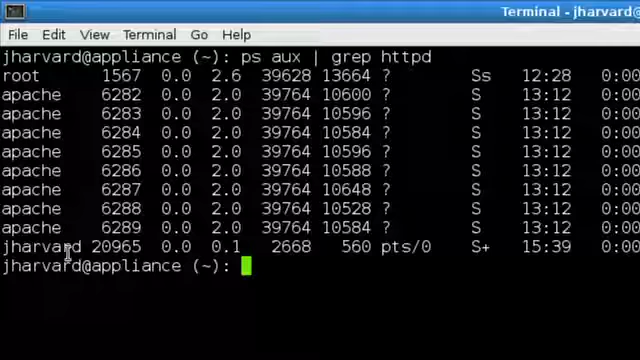 Terminal - jharvard@
File Edit View Terminal Go Help
jharvard@appliance (~): ps aux | grep httpd
root 1567 0.0 2.6 39628 13664 ? Ss 12:28 0:00
apache 6282 0.0 2.0 39764 10600 ? S 13:12 0:00
apache 6283 0.0 2.0 39764 10596 ? S 13:12 0:00
apache 6284 0.0 2.0 39764 10584 ? S 13:12 0:00
apache 6285 0.0 2.0 39764 10596 ? S 13:12 0:00
apache 6286 0.0 2.0 39764 10588 ? S 13:12 0:00
apache 6287 0.0 2.0 39764 10648 ? S 13:12 0:00
apache 6288 0.0 2.0 39764 10528 ? S 13:12 0:00
apache 6289 0.0 2.0 39764 10584 ? S 13:12 0:00
jharvard 20965 0.0 0.1 2668 560 pts/0 S+ 15:39 0:00
jharvard@appliance (~):